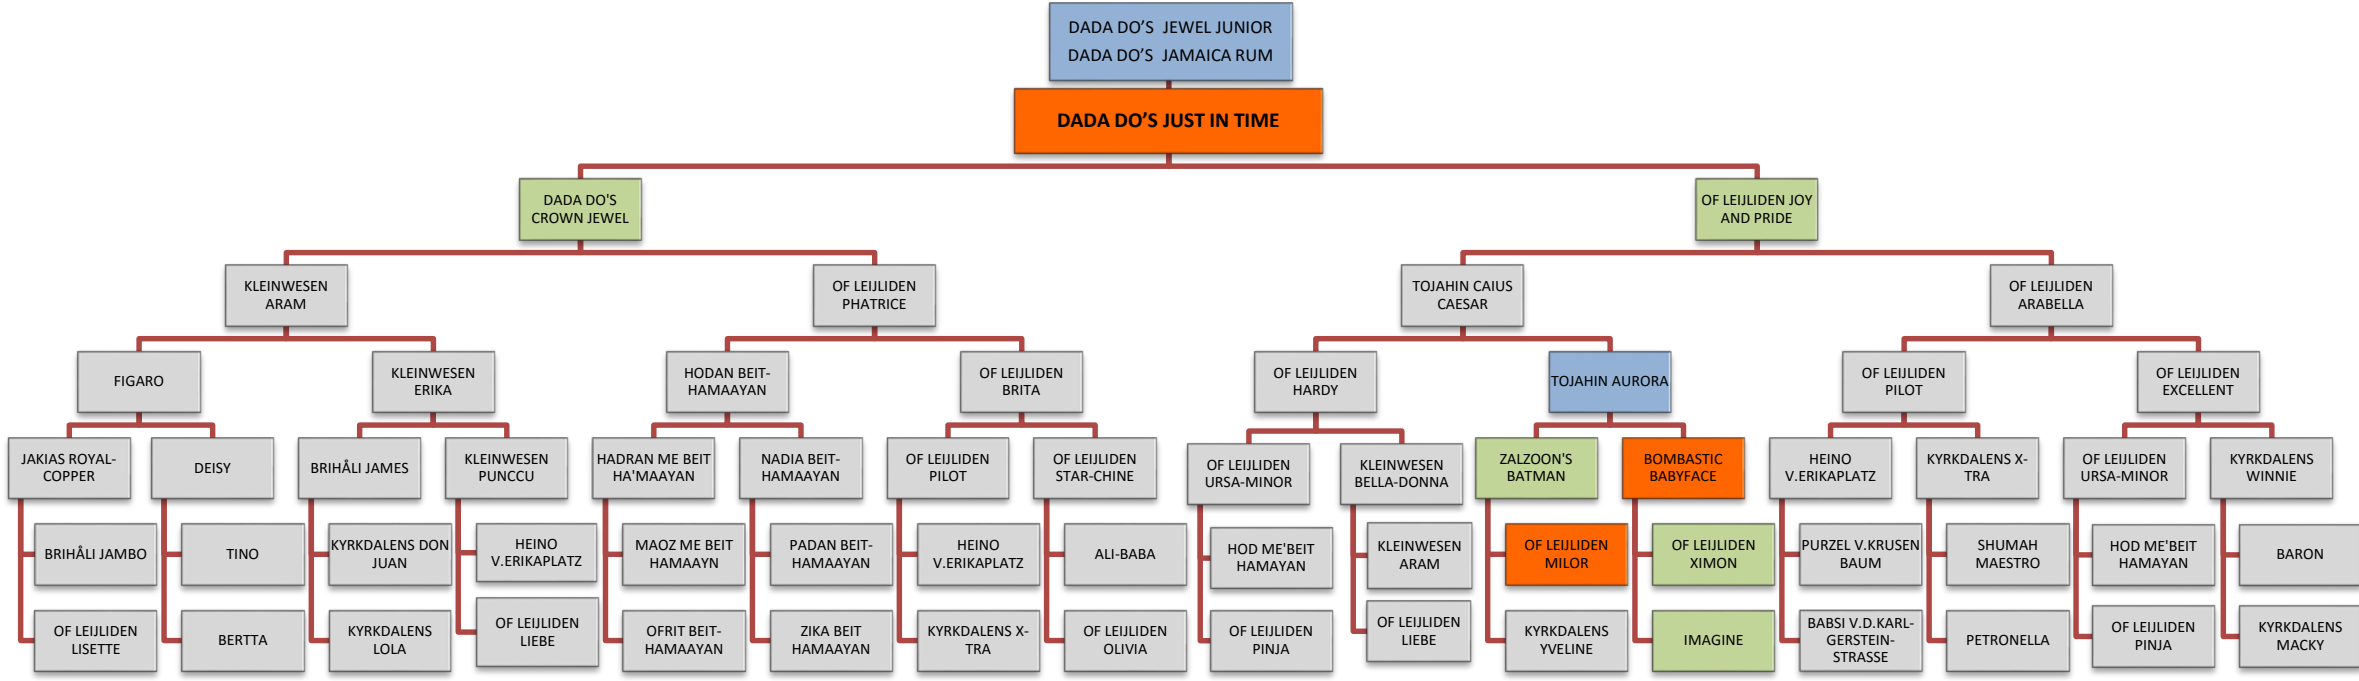 DADA DO'S JEWEL JUNIOR
DADA DO'S JAMAICA RUM
DADA DO'S JUST IN TIME
DADA DO'S
CROWN JEWEL
OF LEIJLIDEN JOY
AND PRIDE
KLEINWESEN
ARAM
OF LEIJLIDEN
PHATRICE
TOJAHIN CAIUS
CAESAR
OF LEIJLIDEN
ARABELLA
FIGARO
KLEINWESEN
ERIKA
HODAN BEIT-
HAMAAYAN
OF LEIJLIDEN
BRITA
OF LEIJLIDEN
HARDY
TOJAHIN AURORA
OF LEIJLIDEN
PILOT
OF LEIJLIDEN
EXCELLENT
JAKIAS ROYAL-
COPPER
DEISY
BRIHÅLI JAMES
KLEINWESEN
PUNCCU
HADRAN ME BEIT
HA'MAAYAN
NADIA BEIT-
HAMAAYAN
OF LEIJLIDEN
PILOT
OF LEIJLIDEN
STAR-CHINE
OF LEIJLIDEN
URSA-MINOR
KLEINWESEN
BELLA-DONNA
ZALZOON'S
BATMAN
BOMBASTIC
BABYFACE
HEINO
V.ERIKAPLATZ
KYRKDALENS X-
TRA
OF LEIJLIDEN
URSA-MINOR
KYRKDALENS
WINNIE
BRIHÅLI JAMBO
TINO
KYRKDALENS DON
JUAN
HEINO
V.ERIKAPLATZ
MAOZ ME BEIT
HAMAAYN
PADAN BEIT-
HAMAAYAN
HEINO
V.ERIKAPLATZ
ALI-BABA
HOD ME'BEIT
HAMAYAN
KLEINWESEN
ARAM
OF LEIJLIDEN
MILOR
OF LEIJLIDEN
XIMON
PURZEL V.KRUSEN
BAUM
SHUMAH
MAESTRO
HOD ME'BEIT
HAMAYAN
BARON
OF LEIJLIDEN
LISETTE
BERTTA
KYRKDALENS
LOLA
OF LEIJLIDEN
LIEBE
OFRIT BEIT-
HAMAAYAN
ZIKA BEIT
HAMAAYAN
KYRKDALENS X-
TRA
OF LEIJLIDEN
OLIVIA
OF LEIJLIDEN
PINJA
OF LEIJLIDEN
LIEBE
KYRKDALENS
YVELINE
IMAGINE
BABSI V.D.KARL-
GERSTEIN-
STRASSE
PETRONELLA
OF LEIJLIDEN
PINJA
KYRKDALENS
MACKY